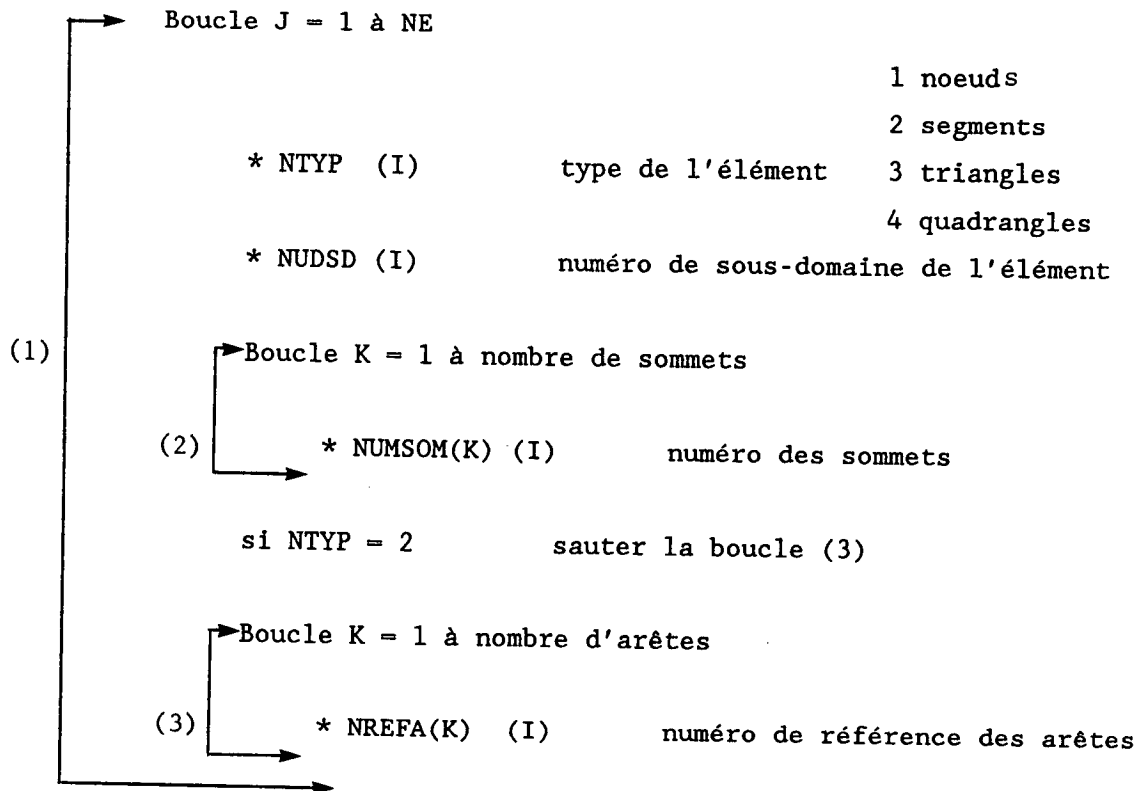 Boucle J = 1 à NE
1 noeuds
2 segments
* NTYP (I) type de l'élément 3 triangles
4 quadrangles
* NUDSD (I) numéro de sous-domaine de l'élément
(1)
Boucle K = 1 à nombre de sommets
(2) * NUMSOM(K) (I) numéro des sommets
si NTYP = 2 sauter la boucle (3)
Boucle K = 1 à nombre d'arêtes
(3) * NREFA(K) (I) numéro de référence des arêtes